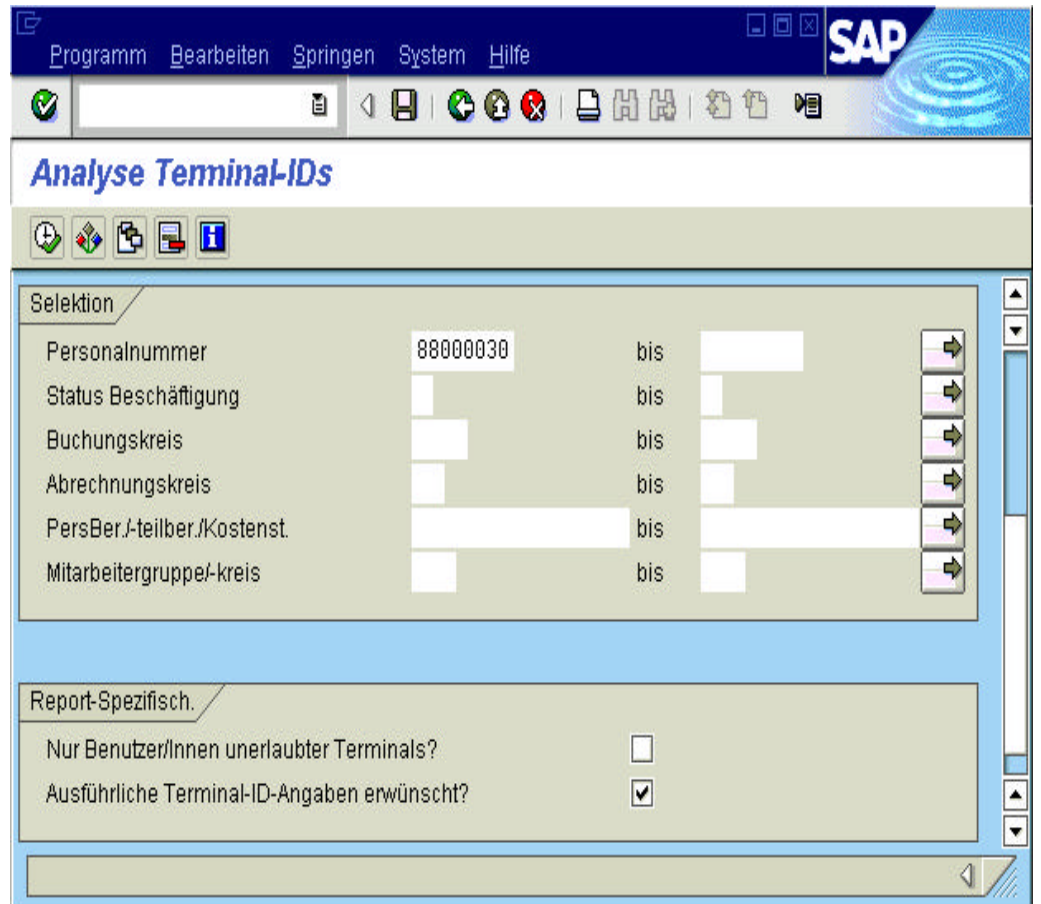 Programm Bearbeiten Springen System Hilfe
SAP
Analyse Terminal-IDs
Selektion
Personalnummer 88000030 bis
Status Beschäftigung bis
Buchungskreis bis
Abrechnungskreis bis
PersBer./-teilber./Kostenst. bis
Mitarbeitergruppe/-kreis bis
Report-Spezifisch.
Nur Benutzer/Innen unerlaubter Terminals?
Ausführliche Terminal-ID-Angaben erwünscht?